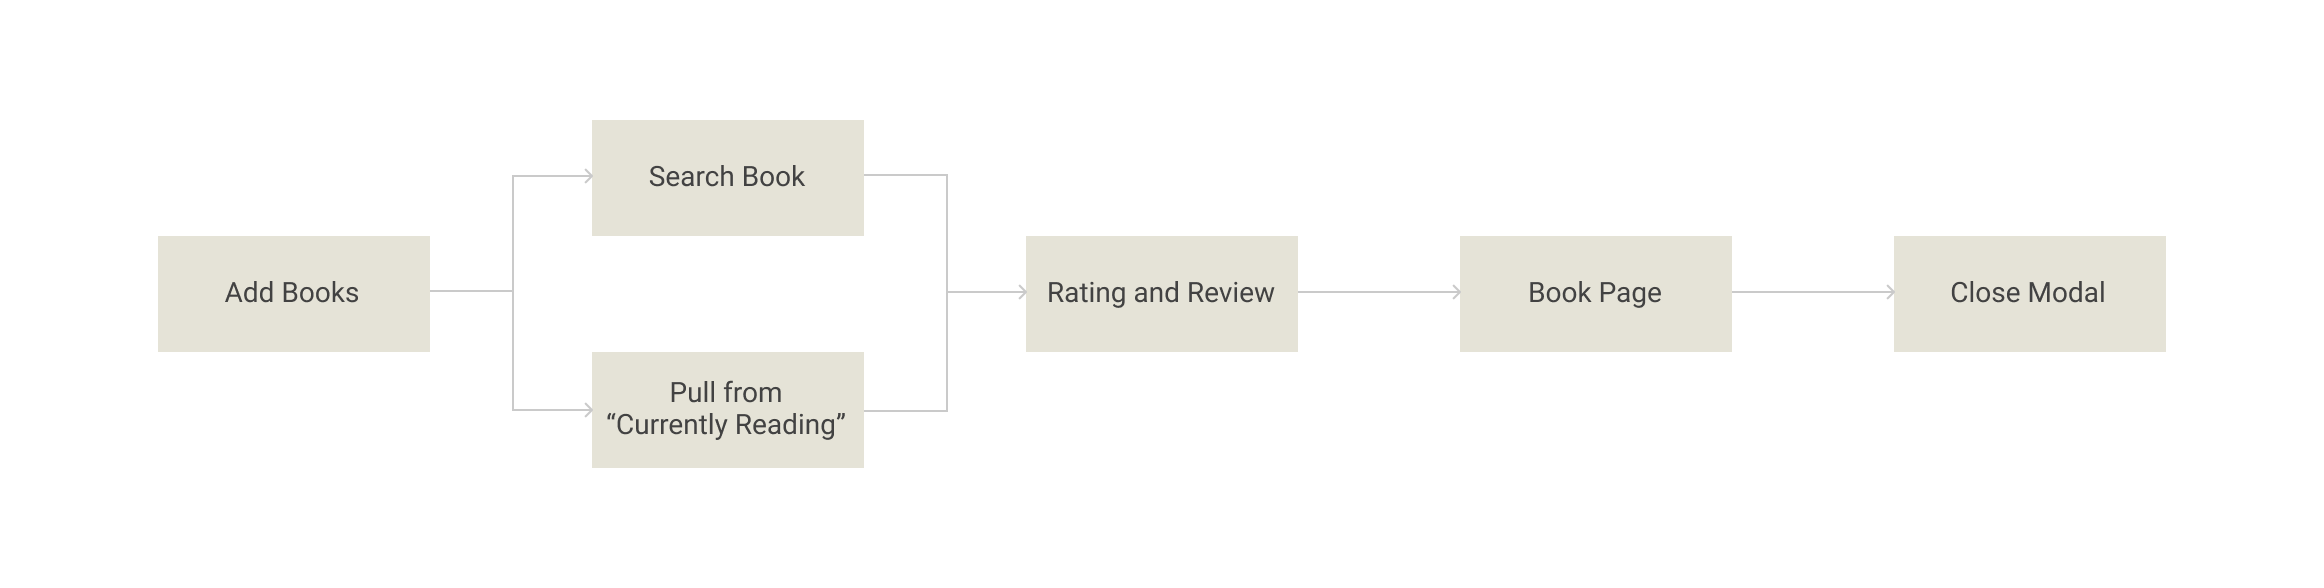 Add Books
Search Book
Pull from
“Currently Reading”
Rating and Review
Book Page
Close Modal